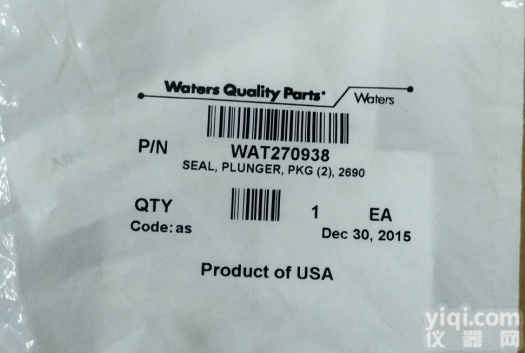 Waters Quality Parts®
Waters
P/N WAT270938
SEAL, PLUNGER, PKG (2), 2690
QTY 1 EA
Code: as Dec 30, 2015
Product of USA
yiqi.com
仪器网